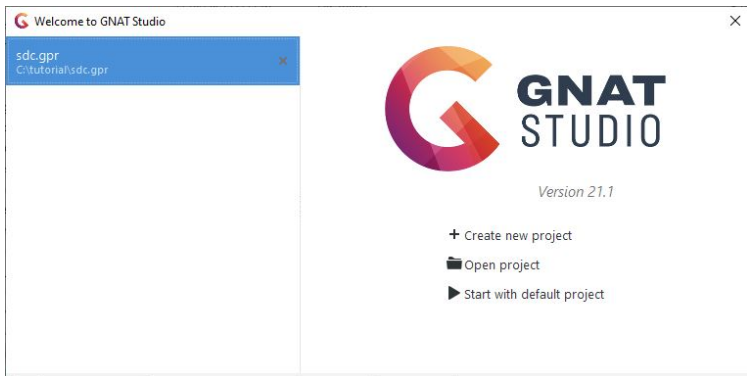 Welcome to GNAT Studio
sdc.gpr
C:\tutorial\sdc.gpr
GNAT
STUDIO
Version 21.1
+ Create new project
Open project
Start with default project